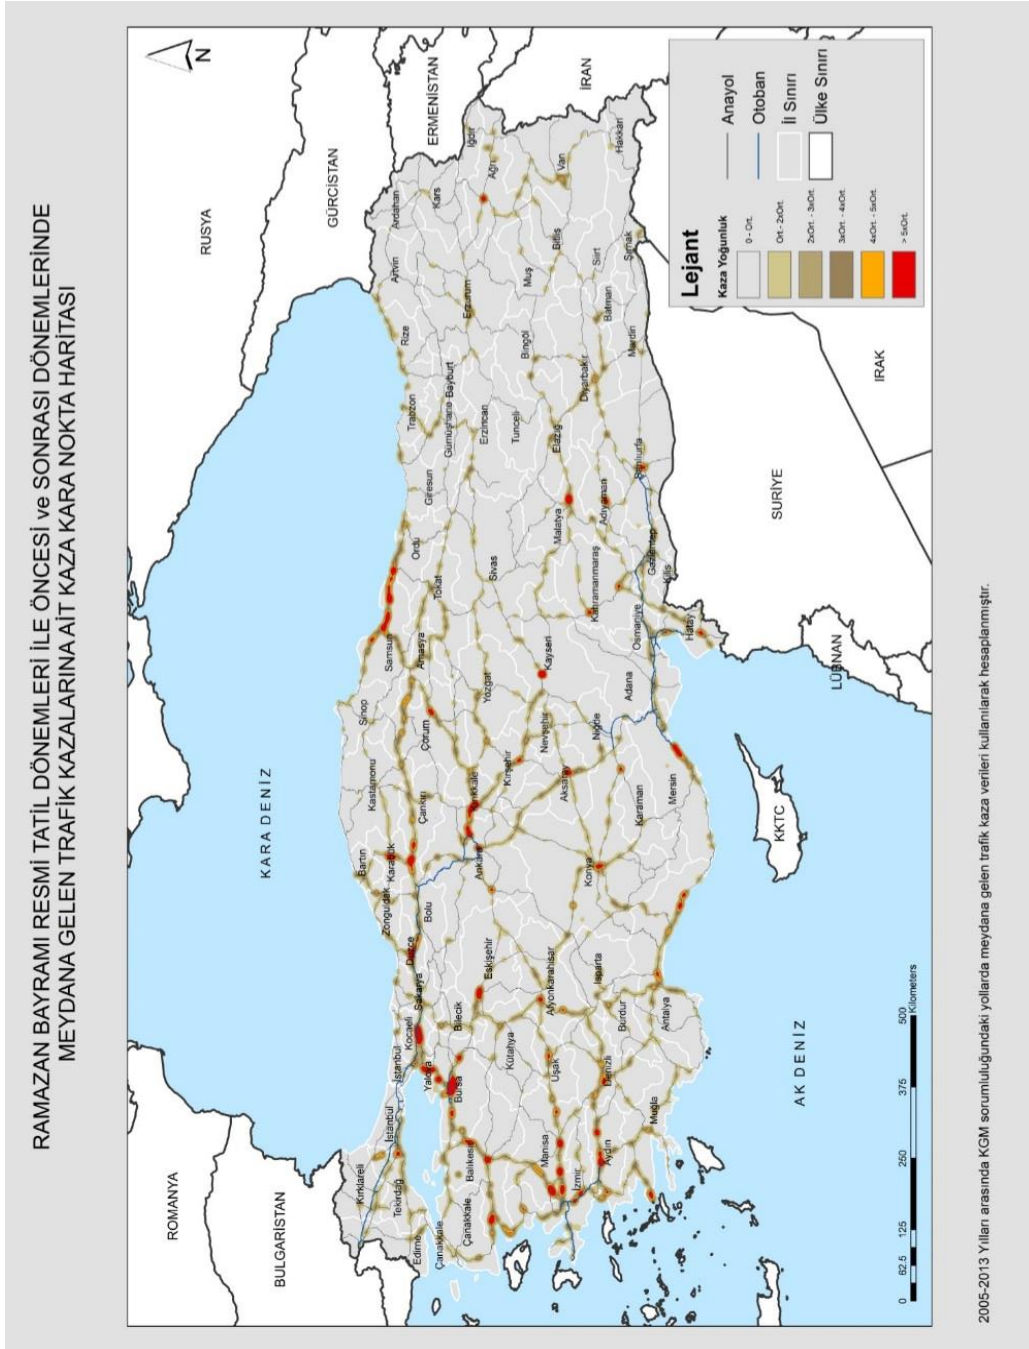 RAMAZAN BAYRAMI RESMİ TATİL DÖNEMLERİ İLE ÖNCESİ ve SONRASI DÖNEMLERİNDE
MEYDANA GELEN TRAFİK KAZALARINA AİT KAZA KARA NOKTA HARİTASI
N
ROMANYA
BULGARİSTAN
KARADENİZ
RUSYA
GÜRCİSTAN
ERMENİSTAN
İRAN
IRAK
SURİYE
LÜBNAN
KKTC
AKDENİZ
Kırklareli
Edirne
Tekirdağ
İstanbul
İstanbul
Çanakkale
Çanakkale
Balıkesir
Bursa
Yalova
Kocaeli
Sakarya
Bilecik
Düzce
Bolu
Zonguldak
Bartın
Karabük
Kastamonu
Çankırı
Sinop
Samsun
Amasya
Çorum
Tokat
Ordu
Giresun
Trabzon
Gümüşhane
Bayburt
Rize
Artvin
Ardahan
Kars
Iğdır
Ağrı
Erzurum
Erzincan
Tunceli
Bingöl
Muş
Bitlis
Van
Hakkari
Şırnak
Siirt
Batman
Mardin
Diyarbakır
Elazığ
Malatya
Adıyaman
Şanlıurfa
Gaziantep
Kilis
Kahramanmaraş
Osmaniye
Hatay
Adana
Mersin
Niğde
Kayseri
Sivas
Yozgat
Nevşehir
Kırşehir
Kırıkkale
Ankara
Aksaray
Konya
Karaman
Eskişehir
Kütahya
Afyonkarahisar
Isparta
Burdur
Antalya
Uşak
Denizli
Muğla
Aydın
Manisa
İzmir
Lejant
Kaza Yoğunluk
0 - Ort.
Ort.- 2xOrt.
2xOrt. - 3xOrt.
3xOrt. - 4xOrt.
4xOrt. - 5xOrt.
> 5xOrt.
Anayol
Otoban
İl Sınırı
Ülke Sınırı
0 62.5 125 250 375 500
Kilometers
2005-2013 Yılları arasında KGM sorumluluğundaki yollarda meydana gelen trafik kaza verileri kullanılarak hesaplanmıştır.